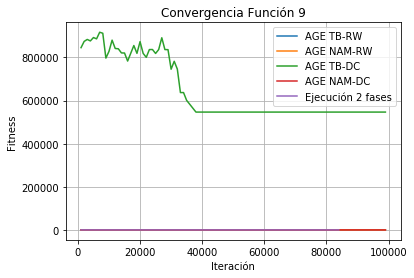 Convergencia Función 9
AGE TB-RW
AGE NAM-RW
AGE TB-DC
AGE NAM-DC
Ejecución 2 fases
Fitness
800000
600000
400000
200000
0
0
20000
40000
60000
80000
100000
Iteración